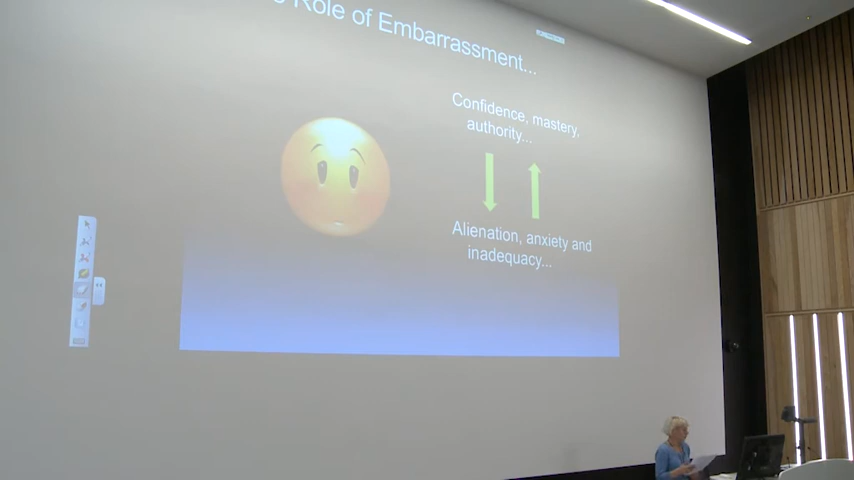 Role of Embarrassment...
Confidence, mastery,
authority...
Alienation, anxiety and
inadequacy...